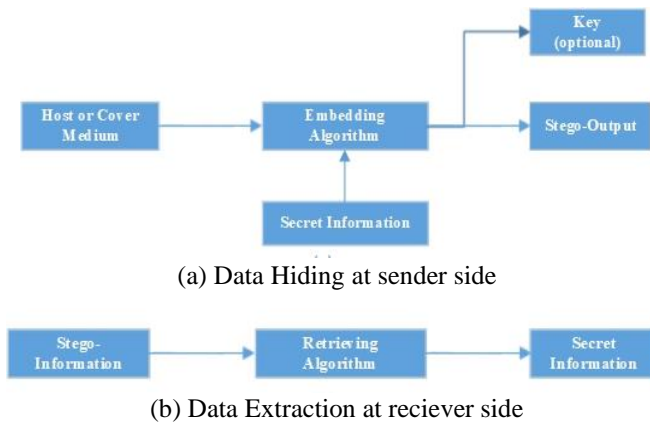 Key
(optional)
Host or Cover
Medium
Embedding
Algorithm
Stego-Output
Secret Information
(a) Data Hiding at sender side
Stego-
Information
Retrieving
Algorithm
Secret
Information
(b) Data Extraction at reciever side